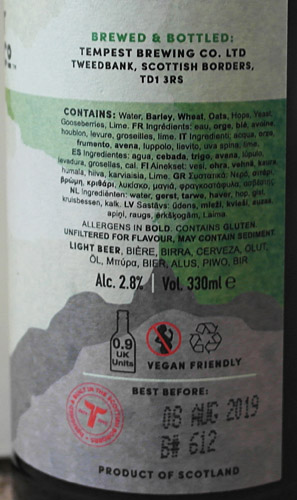 BREWED & BOTTLED:
TEMPEST BREWING CO. LTD
TWEEDBANK, SCOTTISH BORDERS,
TD1 3RS
CONTAINS: Water, Barley, Wheat, Oats, Hops, Yeast,
Gooseberries, Lime. FR Ingrédients: eau, orge, blé, avoine,
houblon, levure, groseilles, lime. IT Ingredienti: acqua, orzo,
frumento, avena, luppolo, lievito, uva spina, lime.
ES Ingredientes: agua, cebada, trigo, avena, lúpulo,
levadura, grosellas, cal. FI Ainekset: vesi, ohra, vehnä, kaura,
humala, hiiva, karviaisia, Lime. GR Συστατικά: Νερό, σιτάρι,
βρώμη, κριθάρι, λυκίσκο, μαγιά,
NL Ingrediënten: water, gerst, tarwe, haver, hop, gist,
kruisbessen, kalk. LV Sastāvs: ūdens, mieži, kvieši, auzas,
apiņi, raugs, ērkšķogām, Laima
ALLERGENS IN BOLD. CONTAINS GLUTEN.
UNFILTERED FOR FLAVOUR, MAY CONTAIN SEDIMENT
LIGHT BEER, BIÈRE, BIRRA, CERVEZA, OLUT,
ÖL, Μπύρα, BIER, ALUS, PIWO, BIR
Alc. 2.8% | Vol. 330ml e
0.9
UK
Units
VEGAN FRIENDLY
BEST BEFORE:
08 AUG 2019
B# 612
PRODUCT OF SCOTLAND